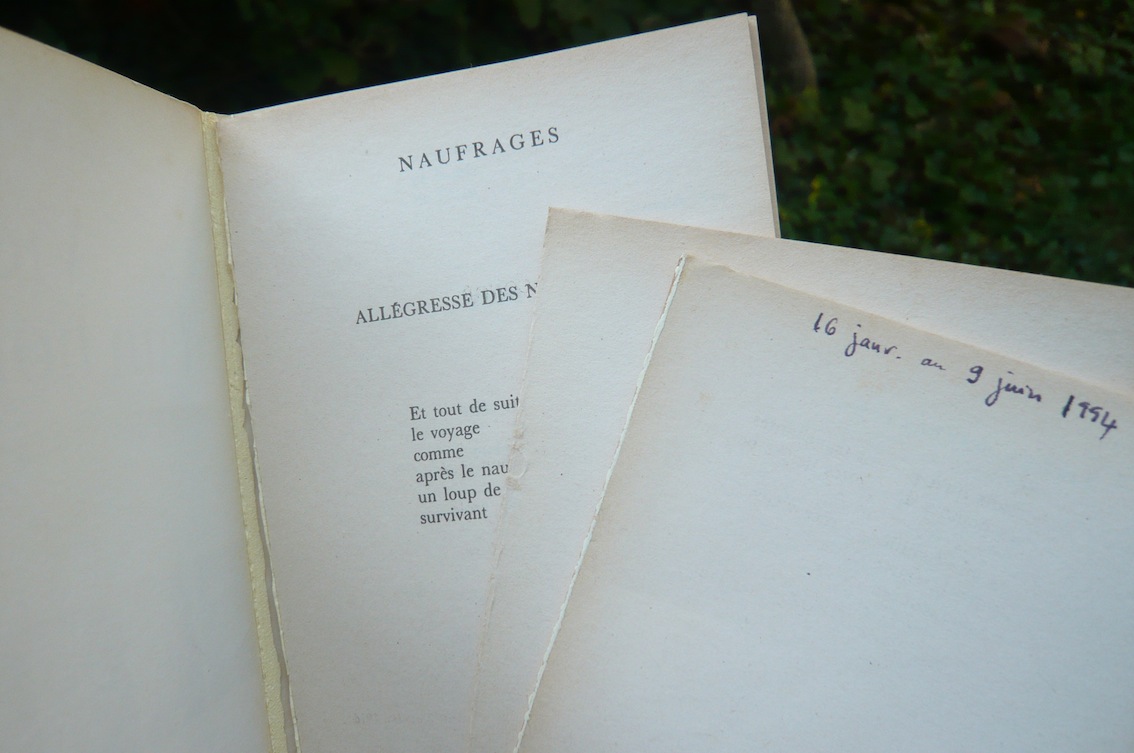 NAUFRAGES
ALLÉGRESSE DES N
Et tout de suit
le voyage
comme
après le nau
un loup de
survivant
16 janv. au 9 juin 1994